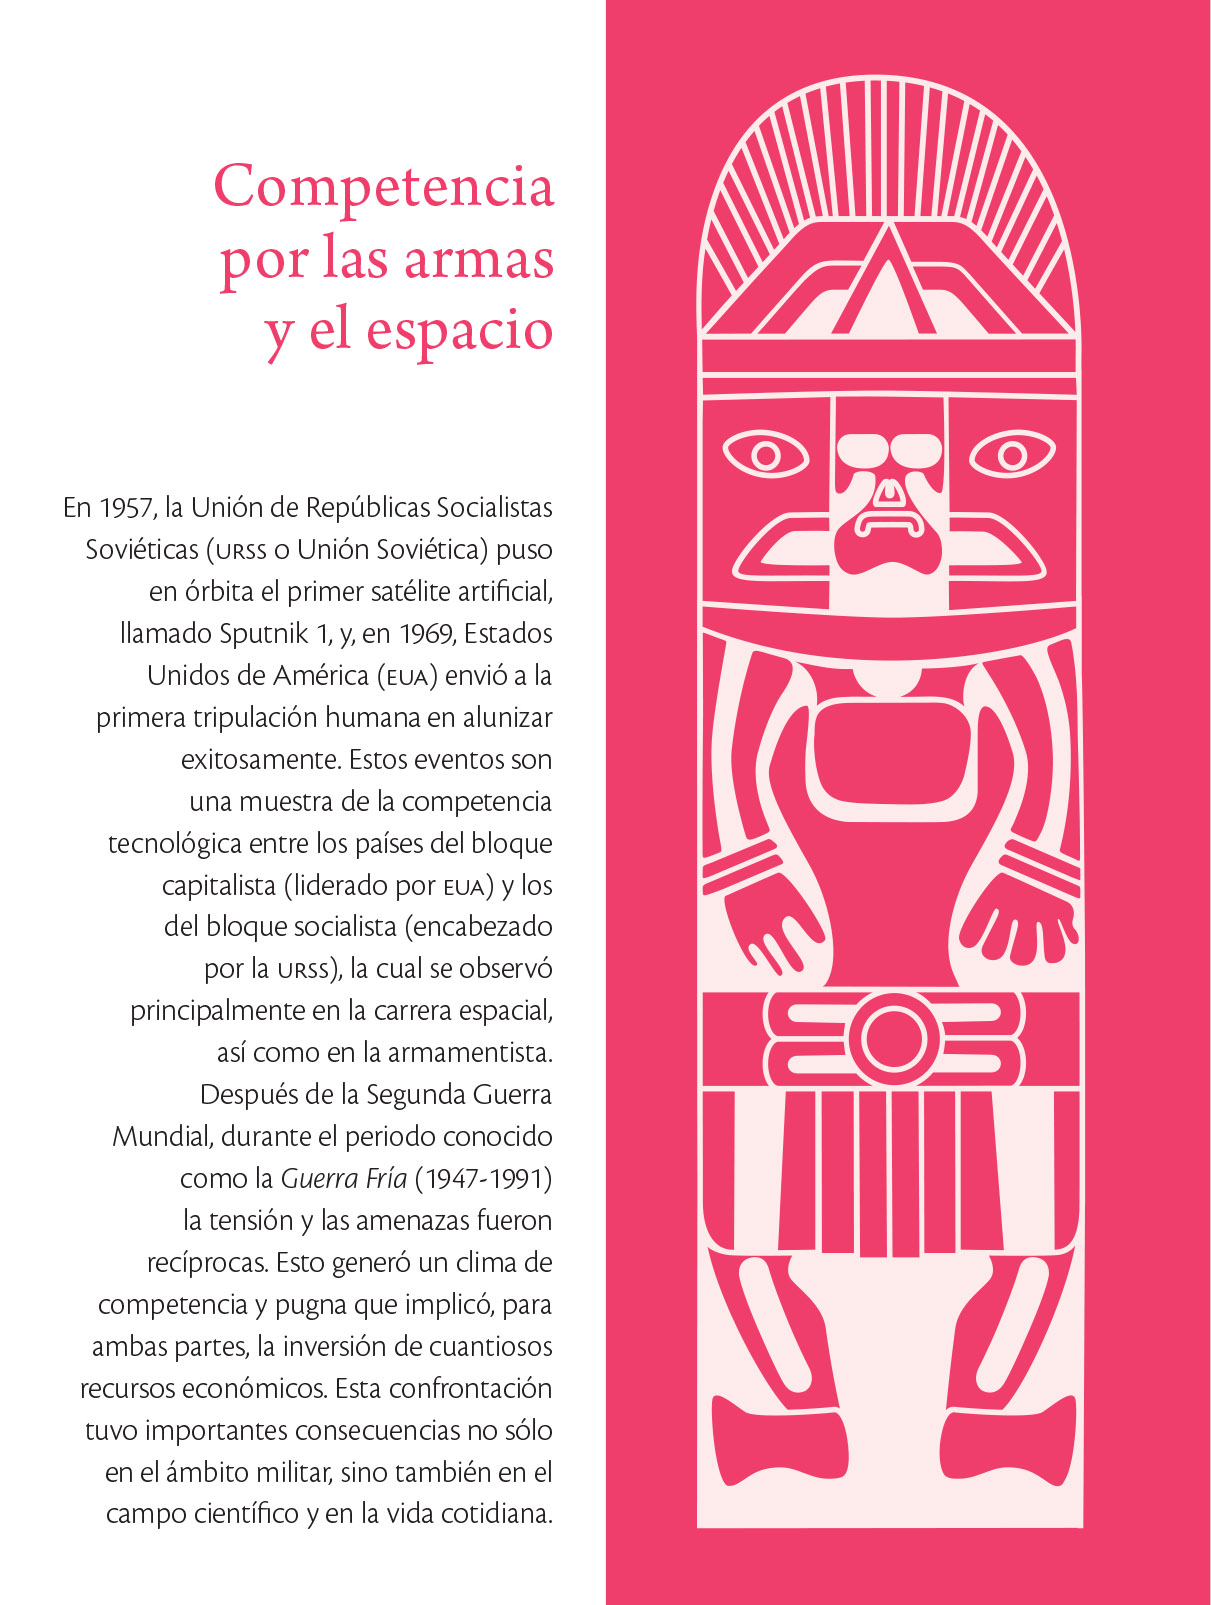 Competencia
por las armas
y el espacio
En 1957, la Unión de Repúblicas Socialistas
Soviéticas (URSS o Unión Soviética) puso
en órbita el primer satélite artificial,
llamado Sputnik 1, y, en 1969, Estados
Unidos de América (EUA) envió a la
primera tripulación humana en alunizar
exitosamente. Estos eventos son
una muestra de la competencia
tecnológica entre los países del bloque
capitalista (liderado por EUA) y los
del bloque socialista (encabezado
por la URSS), la cual se observó
principalmente en la carrera espacial,
así como en la armamentista.
Después de la Segunda Guerra
Mundial, durante el periodo conocido
como la Guerra Fría (1947-1991)
la tensión y las amenazas fueron
recíprocas. Esto generó un clima de
competencia y pugna que implicó, para
ambas partes, la inversión de cuantiosos
recursos económicos. Esta confrontación
tuvo importantes consecuencias no sólo
en el ámbito militar, sino también en el
campo científico y en la vida cotidiana.